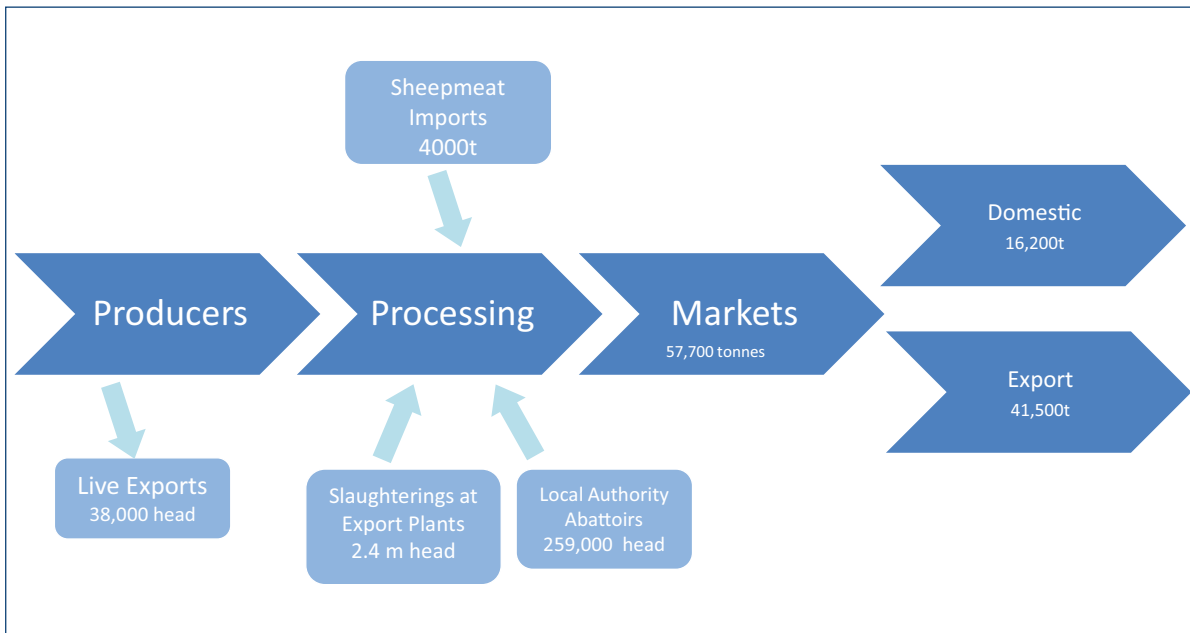 Sheepmeat
Imports
4000t
Domestic
16,200t
Producers
Processing
Markets
57,700 tonnes
Export
41,500t
Live Exports
38,000 head
Slaughterings at
Export Plants
2.4 m head
Local Authority
Abattoirs
259,000 head